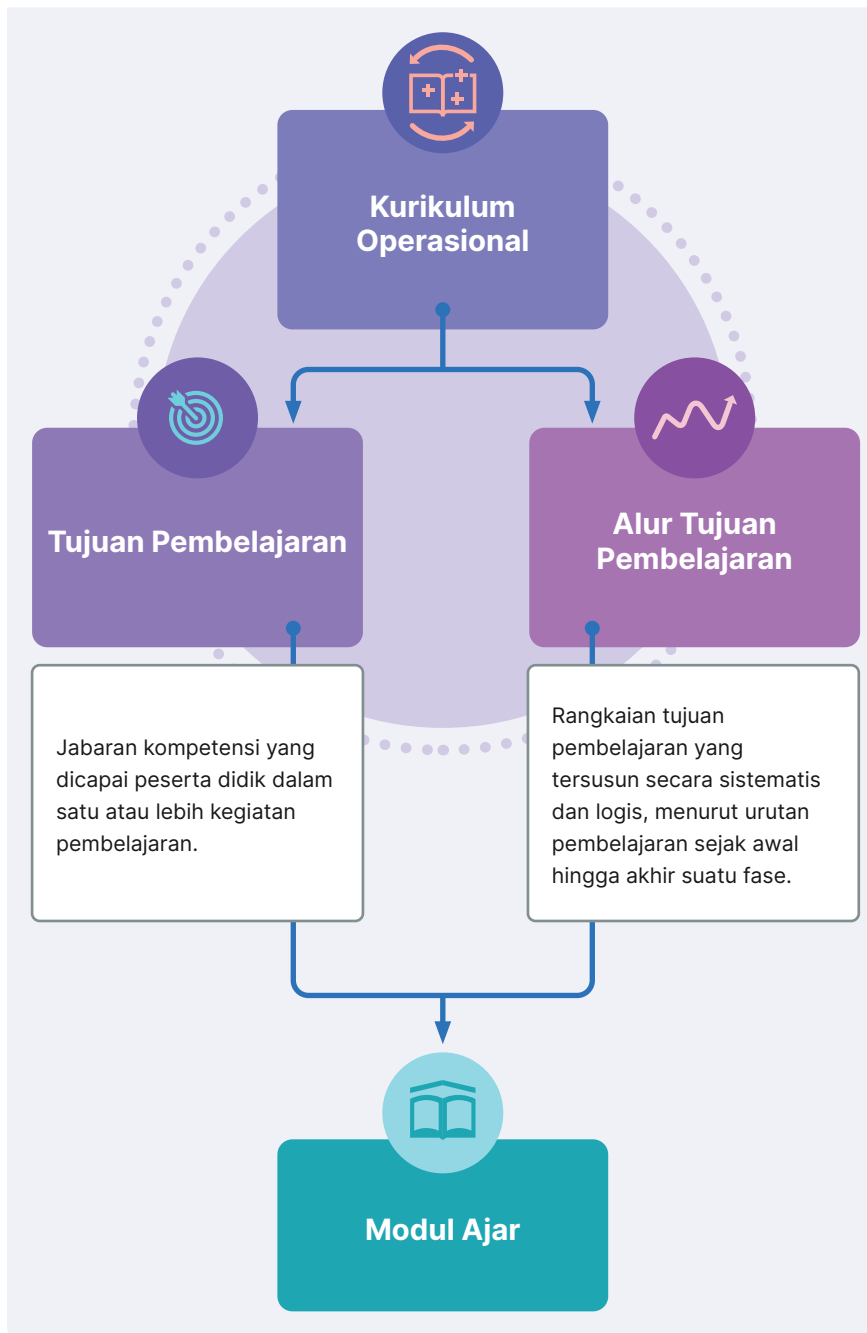 Kurikulum
Operasional
Tujuan Pembelajaran
Alur Tujuan
Pembelajaran
Jabaran kompetensi yang
dicapai peserta didik dalam
satu atau lebih kegiatan
pembelajaran.
Rangkaian tujuan
pembelajaran yang
tersusun secara sistematis
dan logis, menurut urutan
pembelajaran sejak awal
hingga akhir suatu fase.
Modul Ajar